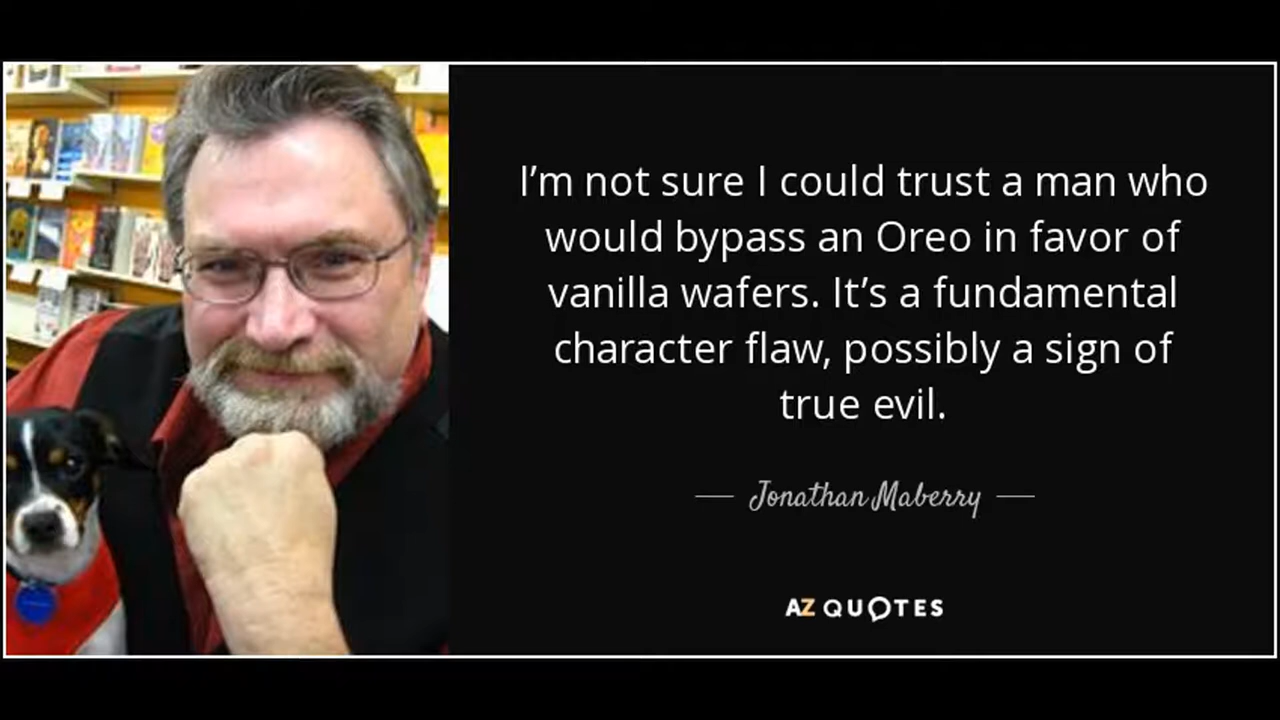 I’m not sure I could trust a man who
would bypass an Oreo in favor of
vanilla wafers. It’s a fundamental
character flaw, possibly a sign of
true evil.
Jonathan Maberry
AZ QUOTES